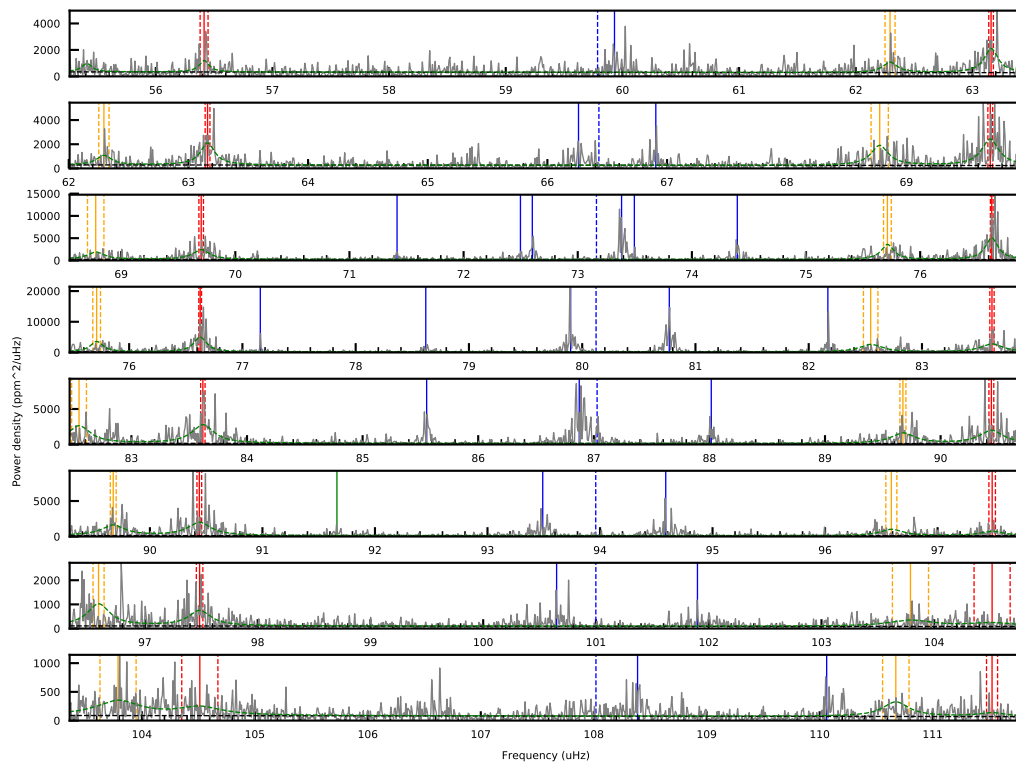 4000
2000
0
56 57 58 59 60 61 62 63
4000
2000
0
62 63 64 65 66 67 68 69
15000
10000
5000
0
69 70 71 72 73 74 75 76
20000
10000
0
76 77 78 79 80 81 82 83
5000
0
83 84 85 86 87 88 89 90
5000
0
90 91 92 93 94 95 96 97
2000
1000
0
97 98 99 100 101 102 103 104
1000
500
0
104 105 106 107 108 109 110 111
Power density (ppm^2/uHz)
Frequency (uHz)